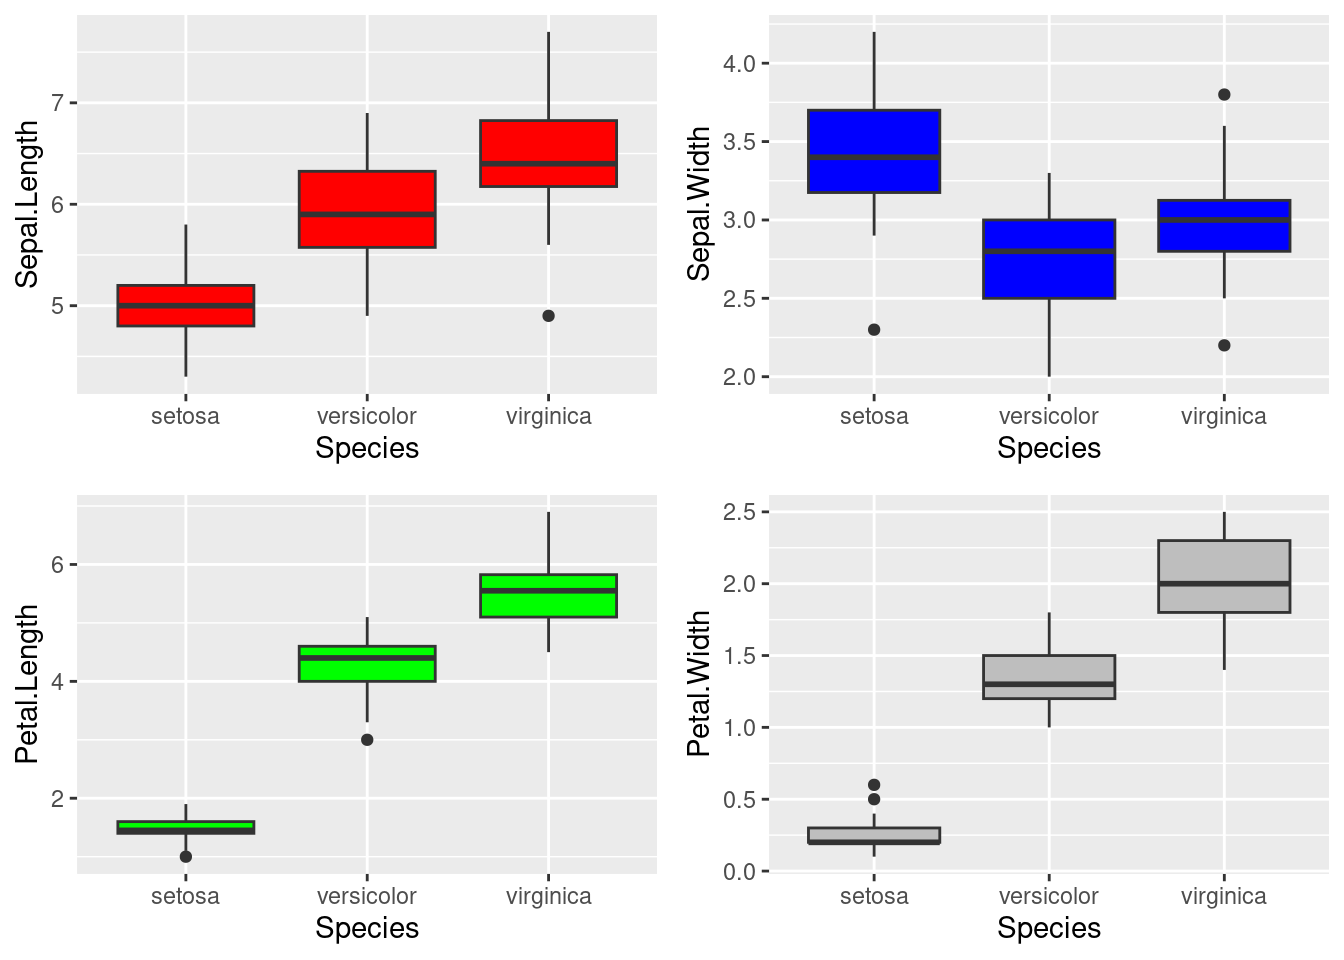 Sepal.Length
7
6
5
setosa versicolor virginica
Species
Sepal.Width
4.0
3.5
3.0
2.5
2.0
setosa versicolor virginica
Species
Petal.Length
6
4
2
setosa versicolor virginica
Species
Petal.Width
2.5
2.0
1.5
1.0
0.5
0.0
setosa versicolor virginica
Species